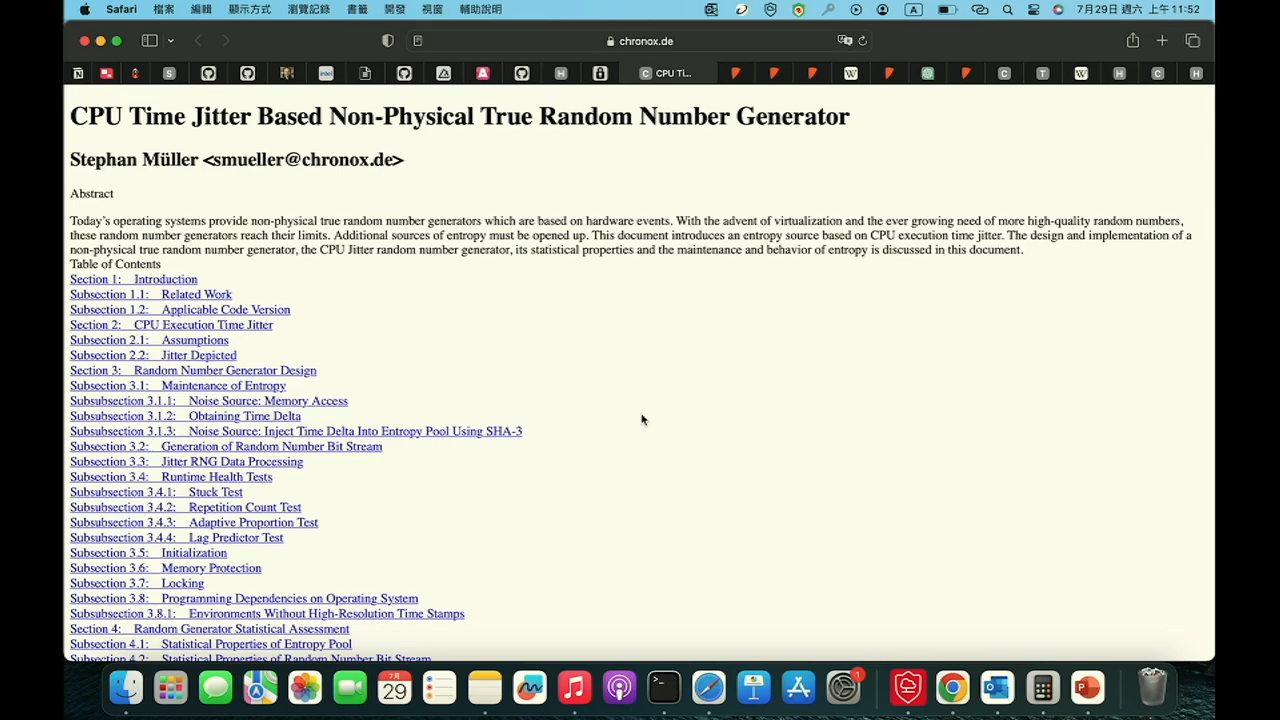 Safari 檔案 編輯 顯示方式 瀏覽記錄 書籤 開發 視窗 輔助說明 A 7月29日 週六 上午11:52
chronox.de
S intel A H C CPU Ti... W C T W H C H
CPU Time Jitter Based Non-Physical True Random Number Generator
Stephan Müller <smueller@chronox.de>
Abstract
Today's operating systems provide non-physical true random number generators which are based on hardware events. With the advent of virtualization and the ever growing need of more high-quality random numbers,
these random number generators reach their limits. Additional sources of entropy must be opened up. This document introduces an entropy source based on CPU execution time jitter. The design and implementation of a
non-physical true random number generator, the CPU Jitter random number generator, its statistical properties and the maintenance and behavior of entropy is discussed in this document.
Table of Contents
Section 1: Introduction
Subsection 1.1: Related Work
Subsection 1.2: Applicable Code Version
Section 2: CPU Execution Time Jitter
Subsection 2.1: Assumptions
Subsection 2.2: Jitter Depicted
Section 3: Random Number Generator Design
Subsection 3.1: Maintenance of Entropy
Subsubsection 3.1.1: Noise Source: Memory Access
Subsubsection 3.1.2: Obtaining Time Delta
Subsubsection 3.1.3: Noise Source: Inject Time Delta Into Entropy Pool Using SHA-3
Subsection 3.2: Generation of Random Number Bit Stream
Subsection 3.3: Jitter RNG Data Processing
Subsection 3.4: Runtime Health Tests
Subsubsection 3.4.1: Stuck Test
Subsubsection 3.4.2: Repetition Count Test
Subsubsection 3.4.3: Adaptive Proportion Test
Subsubsection 3.4.4: Lag Predictor Test
Subsection 3.5: Initialization
Subsection 3.6: Memory Protection
Subsection 3.7: Locking
Subsection 3.8: Programming Dependencies on Operating System
Subsubsection 3.8.1: Environments Without High-Resolution Time Stamps
Section 4: Random Generator Statistical Assessment
Subsection 4.1: Statistical Properties of Entropy Pool
Subsection 4.2: Statistical Properties of Random Number Bit Stream
7月
29
1